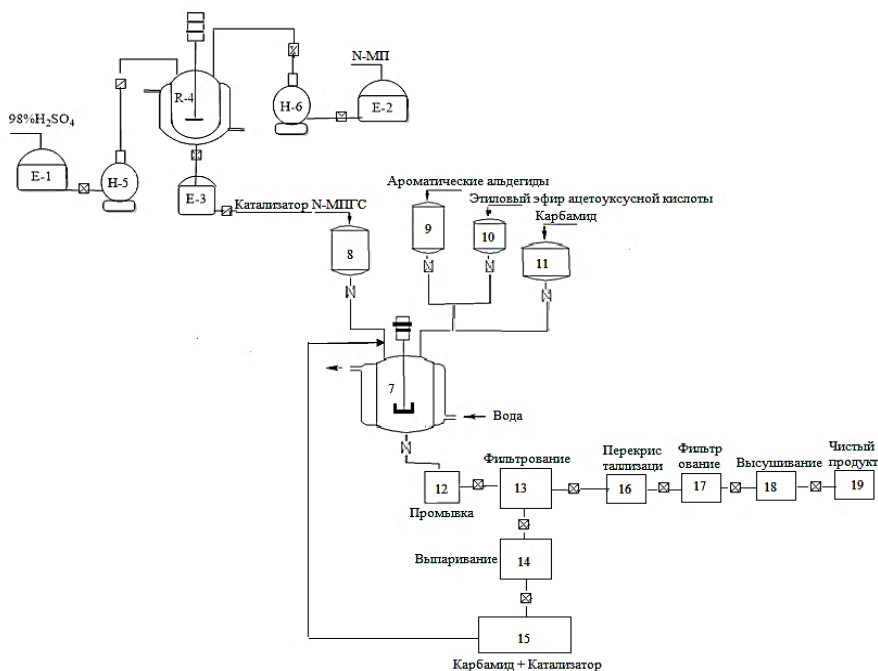 N-МП
R-4
98%H₂SO₄
H-6
E-2
E-1
H-5
E-3
Катализатор N-МПГС
Ароматические альдегиды
Этиловый эфир ацетоуксусной кислоты
Карбамид
8
9
10
11
7
Вода
Фильтрование
Перекрис
таллизаци
Фильтр
ование
Высушивание
Чистый
продукт
12
13
16
17
18
19
Промывка
Выпаривание
14
15
Карбамид + Катализатор